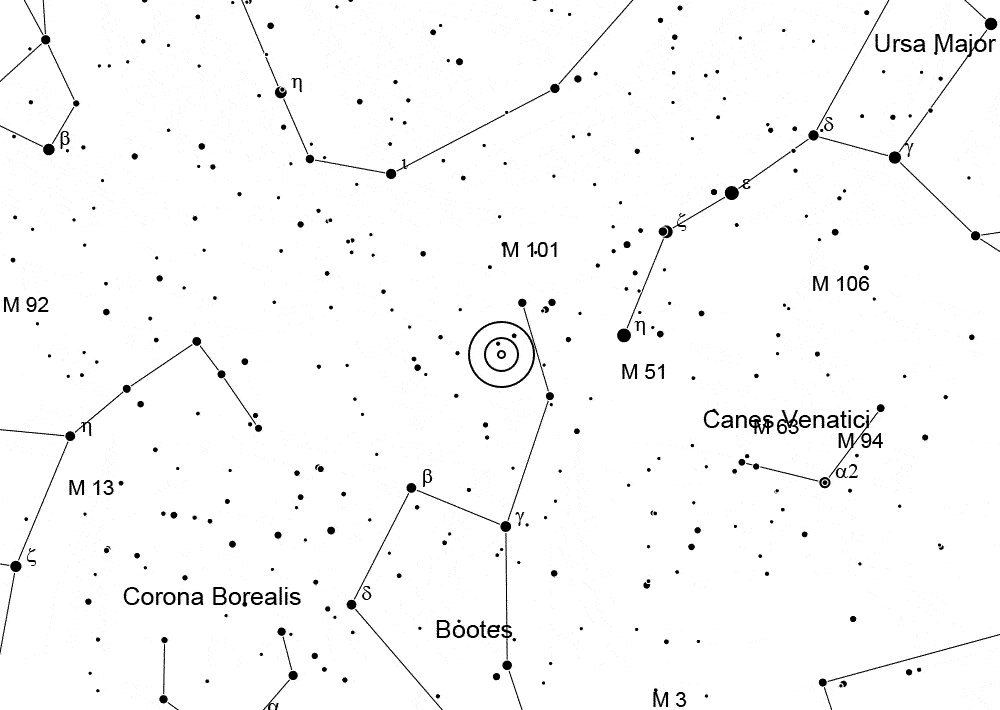 Ursa Major
η
δ
β
γ
ι
ε
ζ
M 101
M 106
M 92
η
M 51
Canes Venatici
M 63
η
M 94
α2
β
M 13
γ
ζ
δ
Corona Borealis
Bootes
M 3
α